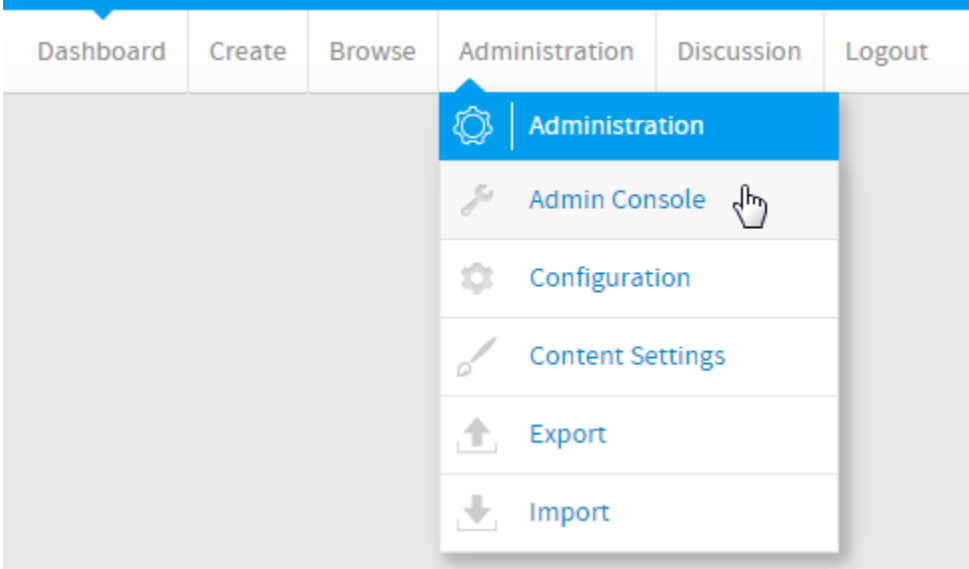 Dashboard Create Browse Administration Discussion Logout
Administration
Admin Console
Configuration
Content Settings
Export
Import